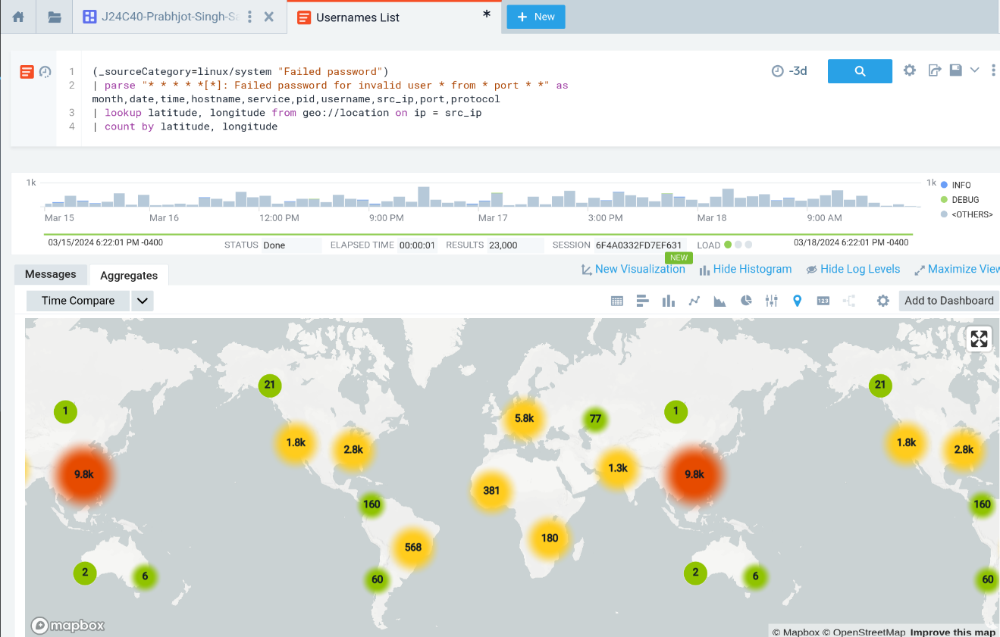 J24C40-Prabhjot-Singh-Sa
Usernames List *
+ New
1 (_sourceCategory=linux/system "Failed password")
2 | parse "* * * * *[*]: Failed password for invalid user * from * port * *" as
month,date,time,hostname,service,pid,username,src_ip,port,protocol
3 | lookup latitude, longitude from geo://location on ip = src_ip
4 | count by latitude, longitude
-3d
1k
1k
INFO
DEBUG
<OTHERS>
Mar 15 Mar 16 12:00 PM 9:00 PM Mar 17 3:00 PM Mar 18 9:00 AM
03/15/2024 6:22:01 PM -0400 STATUS Done ELAPSED TIME 00:00:01 RESULTS 23,000 SESSION 6F4A0332FD7EF631 LOAD 03/18/2024 6:22:01 PM -0400
NEW
Messages Aggregates New Visualization Hide Histogram Hide Log Levels Maximize View
Time Compare 123 Add to Dashboard
21 21
1 5.8k 77 1
1.8k 2.8k 1.8k 2.8k
9.8k 1.3k 9.8k
381
160 160
568 180
2 6 60 2 6 60
mapbox
© Mapbox © OpenStreetMap Improve this map